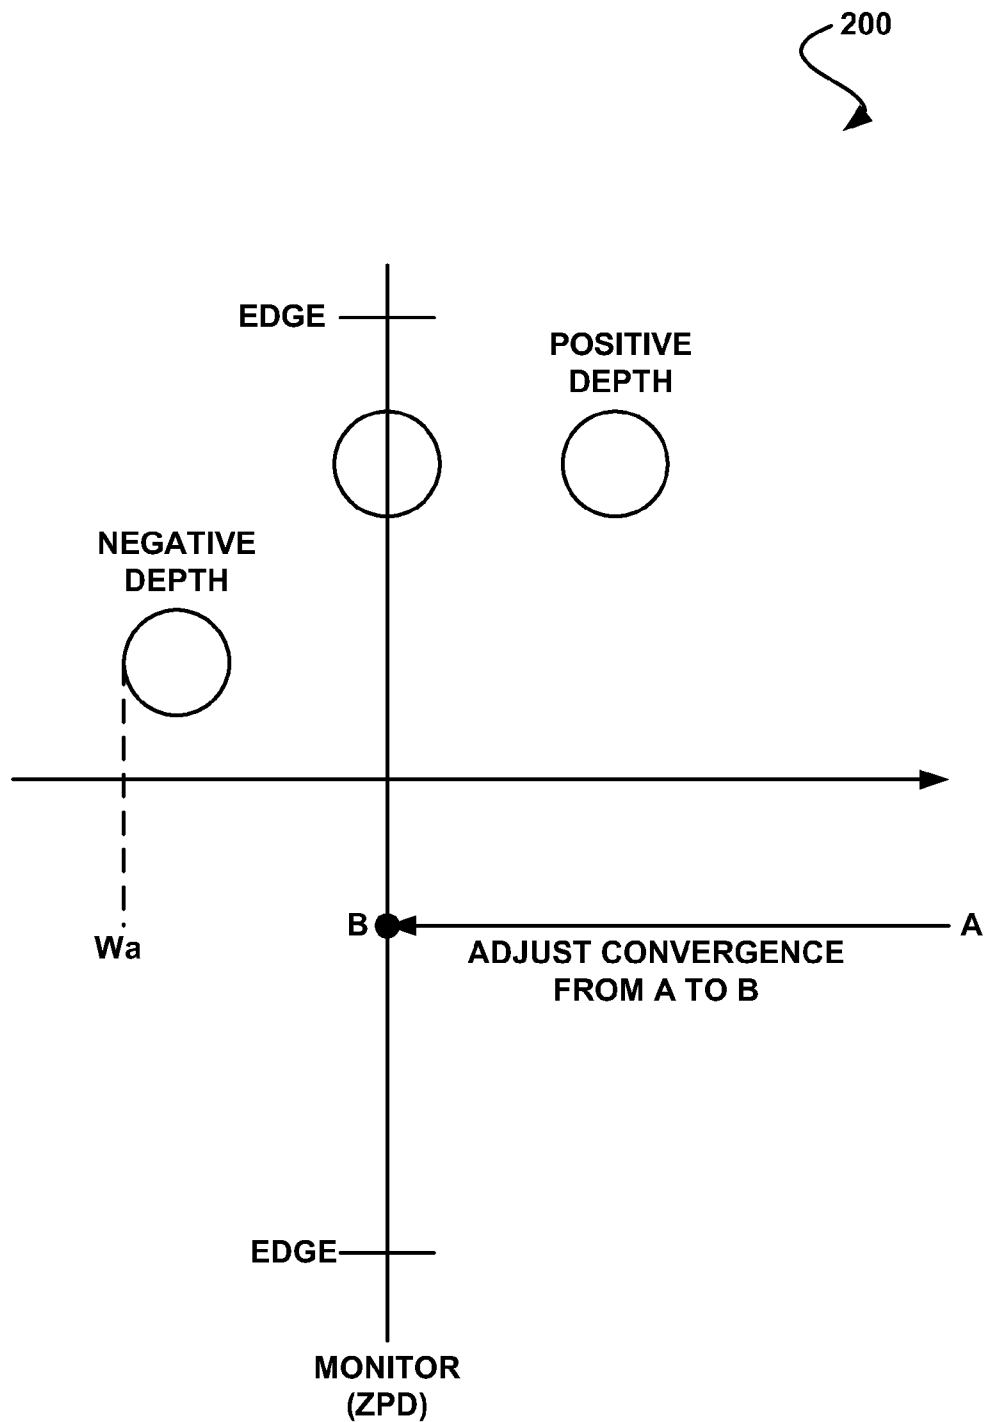 200
EDGE
POSITIVE
DEPTH
NEGATIVE
DEPTH
B
A
Wa
ADJUST CONVERGENCE
FROM A TO B
EDGE
MONITOR
(ZPD)